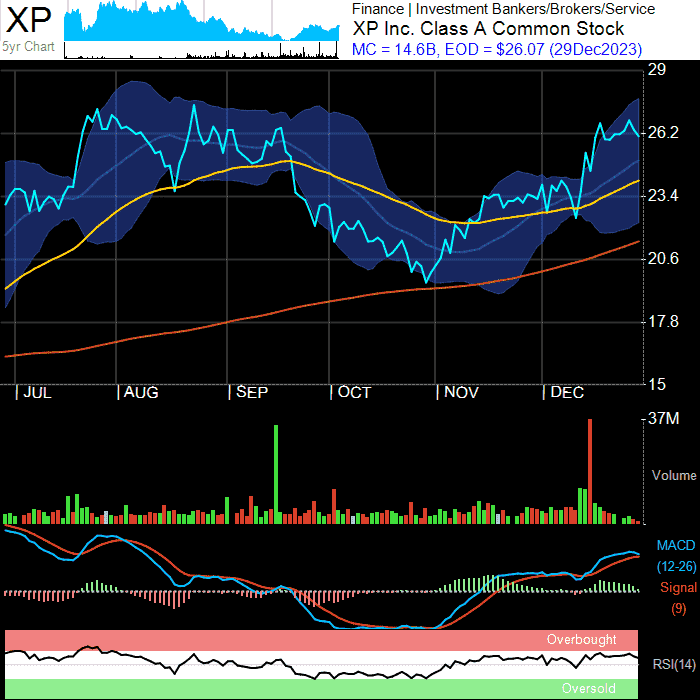 XP
5yr Chart
Finance | Investment Bankers/Brokers/Service
XP Inc. Class A Common Stock
MC = 14.6B, EOD = $26.07 (29Dec2023)
29
26.2
23.4
20.6
17.8
15
|JUL |AUG |SEP |OCT |NOV |DEC
37M
Volume
MACD
(12-26)
Signal
(9)
Overbought
RSI(14)
Oversold